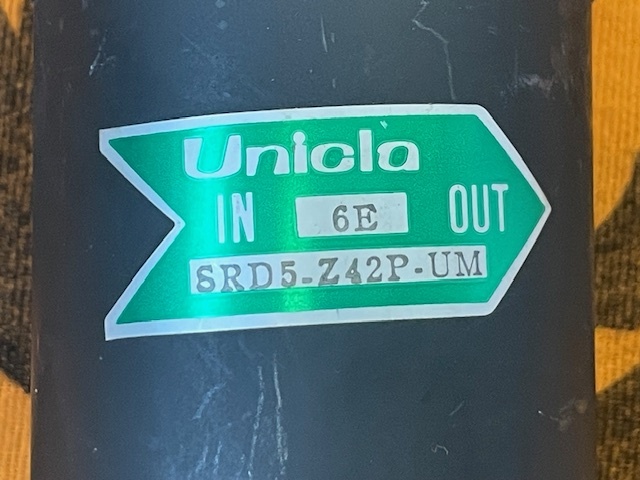 Unicla
IN 6E OUT
SRD5-Z42P-UM